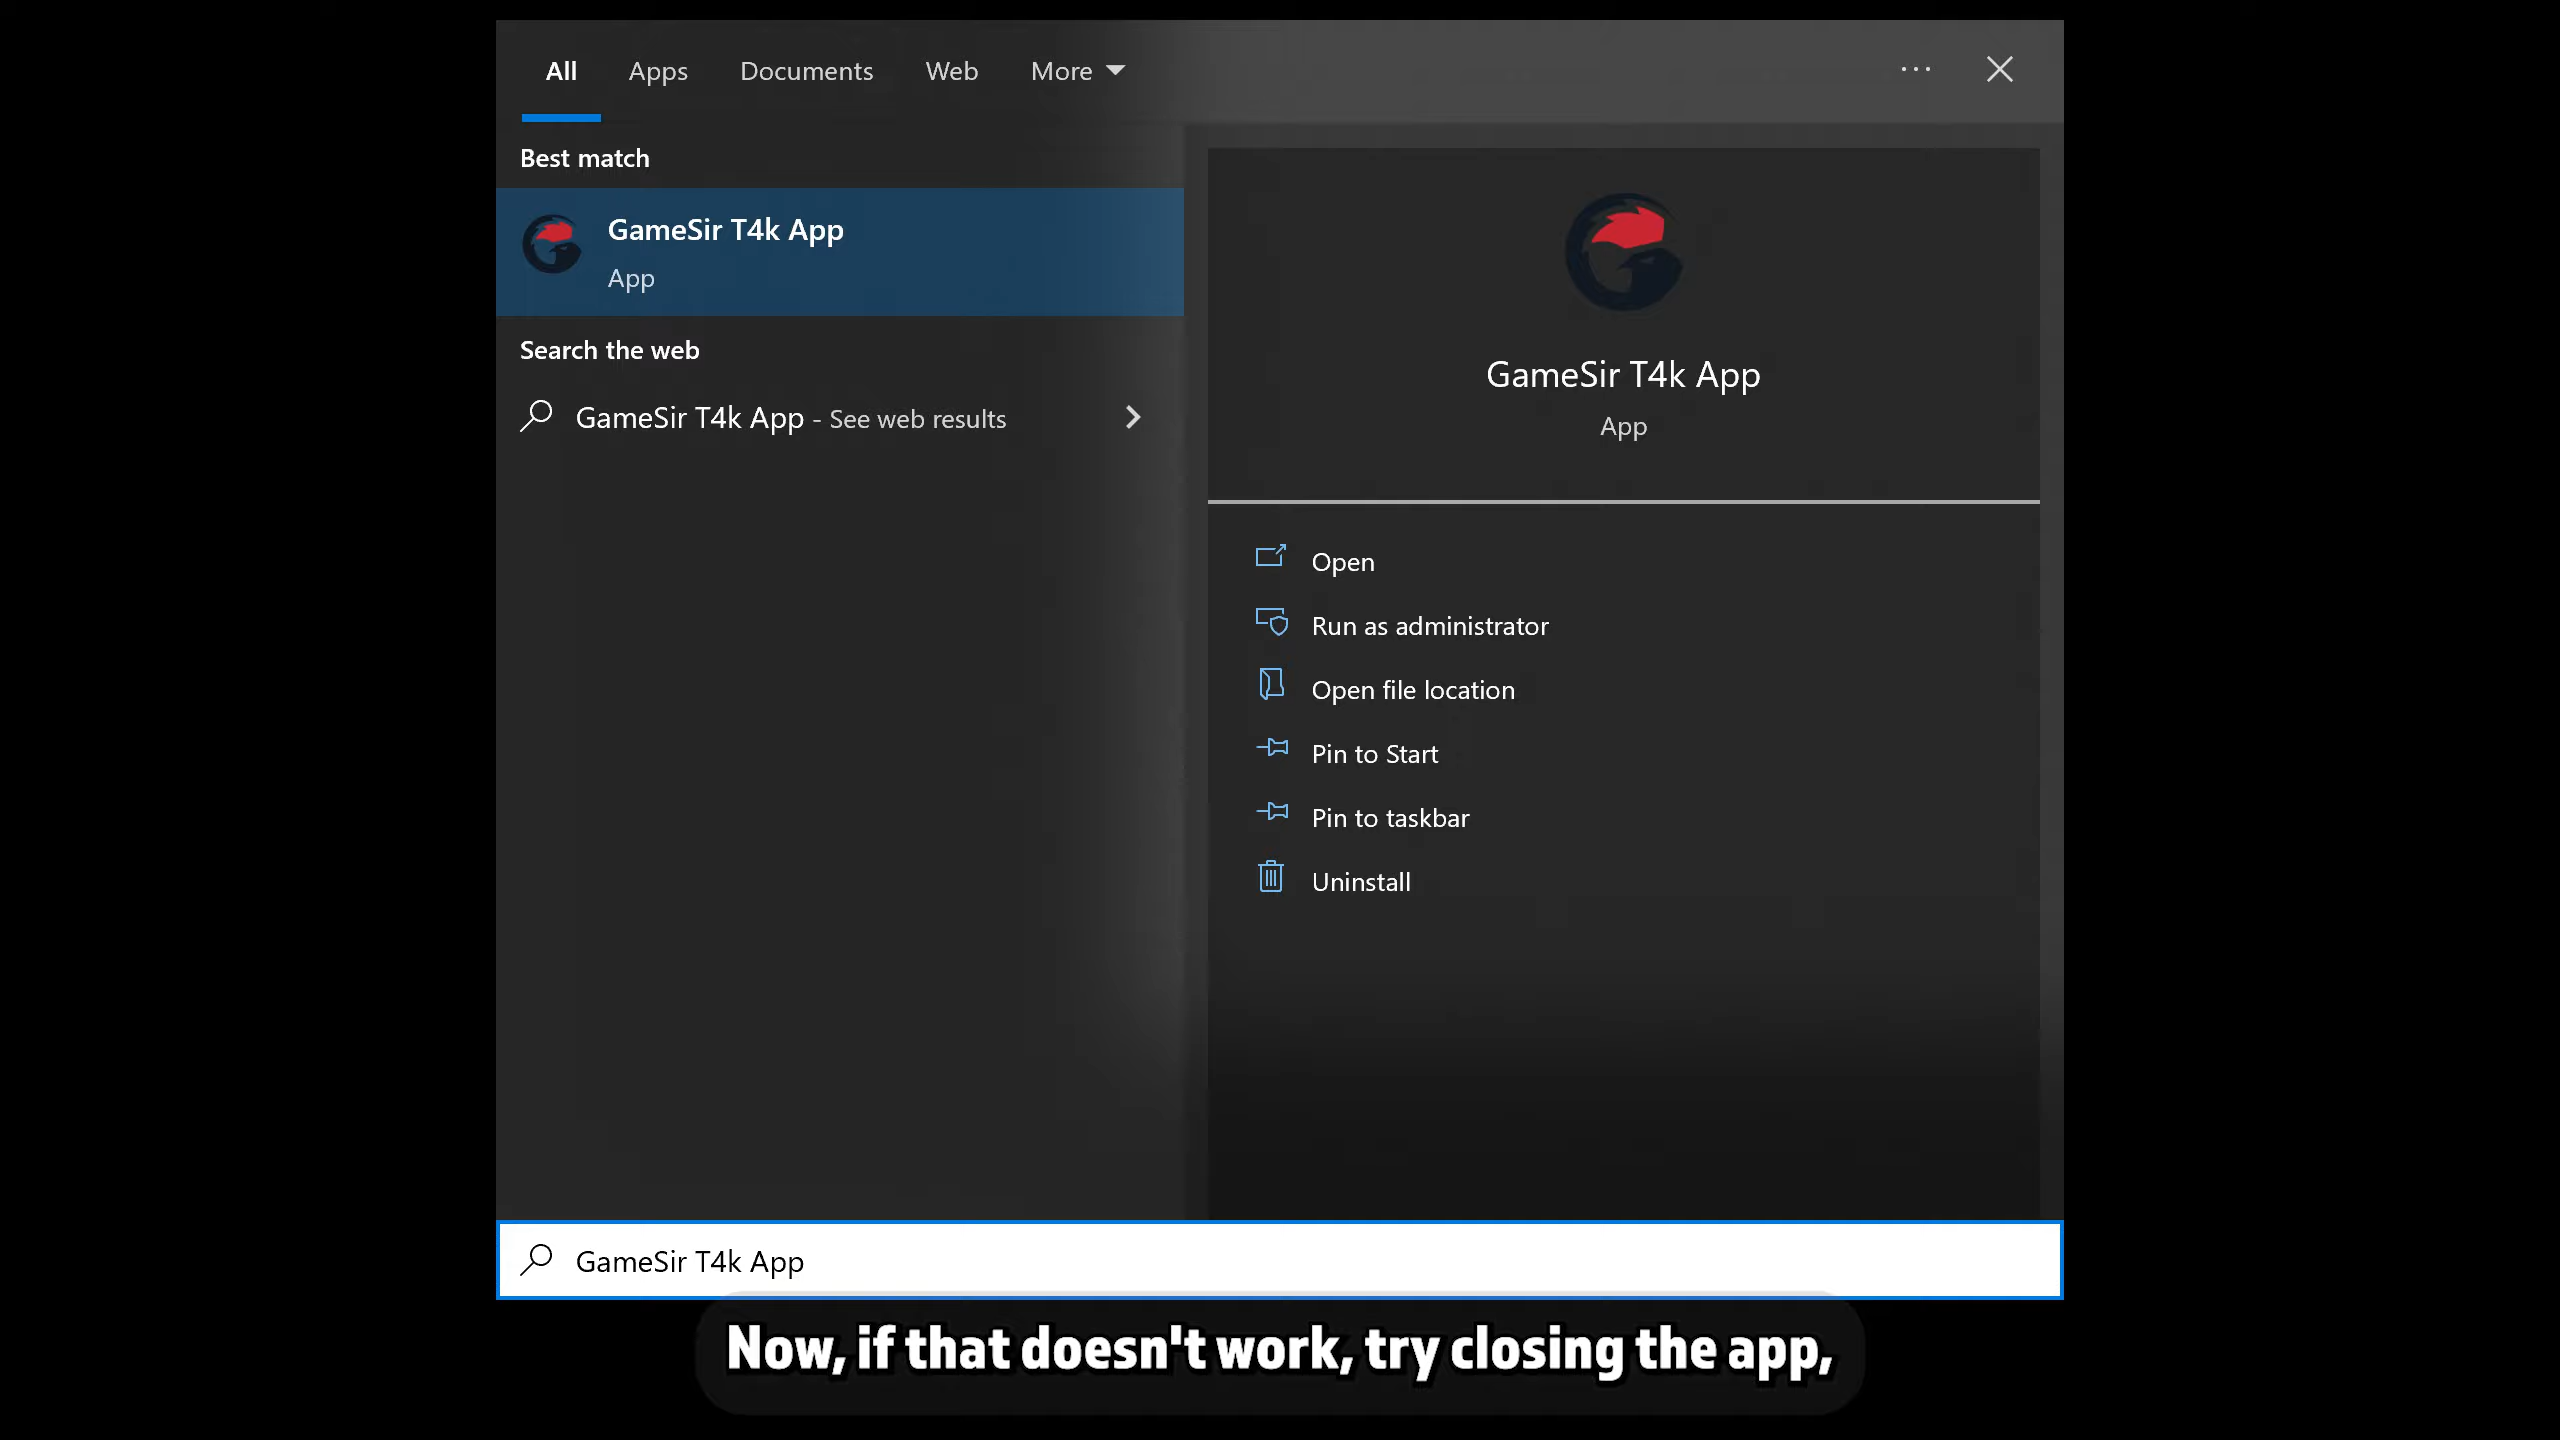 All
Apps
Documents
Web
More
Best match
GameSir T4k App
App
Search the web
GameSir T4k App - See web results
GameSir T4k App
App
Open
Run as administrator
Open file location
Pin to Start
Pin to taskbar
Uninstall
GameSir T4k App
Now, if that doesn't work, try closing the app,